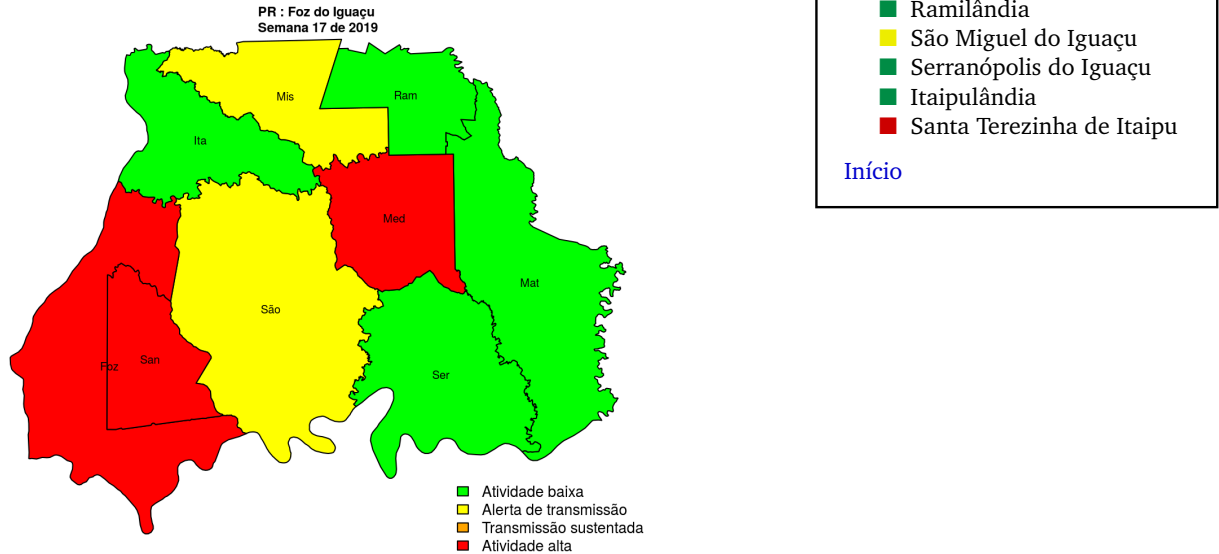 PR : Foz do Iguaçu
Semana 17 de 2019
Mis
Ram
Ita
Med
Mat
São
Foz
San
Ser
Atividade baixa
Alerta de transmissão
Transmissão sustentada
Atividade alta
Ramilândia
São Miguel do Iguaçu
Serranópolis do Iguaçu
Itaipulândia
Santa Terezinha de Itaipu
Início